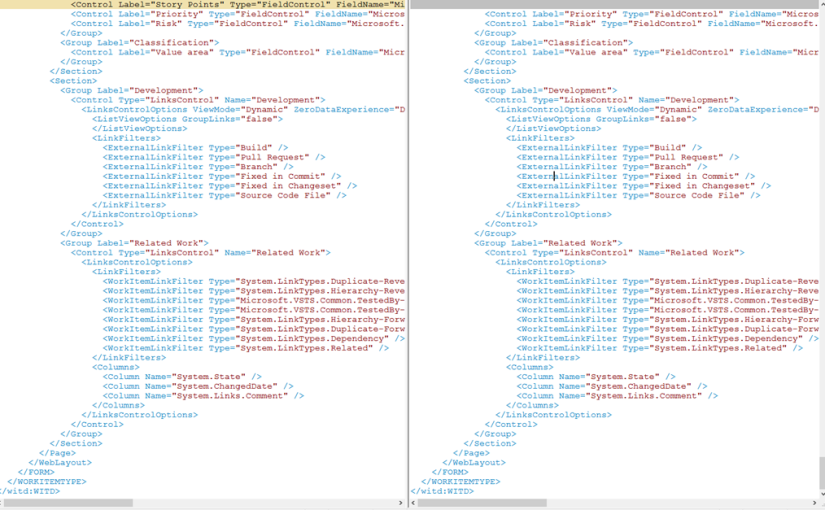 <Control Label="Story Points" Type="FieldControl" FieldName="Mi
<Control Label="Priority" Type="FieldControl" FieldName="Micros
<Control Label="Risk" Type="FieldControl" FieldName="Microsoft.
</Group>
<Group Label="Classification">
<Control Label="Value area" Type="FieldControl" FieldName="Micr
</Group>
</Section>
<Section>
<Group Label="Development">
<Control Type="LinksControl" Name="Development">
<LinksControlOptions ViewMode="Dynamic" ZeroDataExperience="D
<ListViewOptions GroupLinks="false">
</ListViewOptions>
<LinkFilters>
<ExternalLinkFilter Type="Build" />
<ExternalLinkFilter Type="Pull Request" />
<ExternalLinkFilter Type="Branch" />
<ExternalLinkFilter Type="Fixed in Commit" />
<ExternalLinkFilter Type="Fixed in Changeset" />
<ExternalLinkFilter Type="Source Code File" />
</LinkFilters>
</LinksControlOptions>
</Control>
</Group>
<Group Label="Related Work">
<Control Type="LinksControl" Name="Related Work">
<LinksControlOptions>
<LinkFilters>
<WorkItemLinkFilter Type="System.LinkTypes.Duplicate-Reve
<WorkItemLinkFilter Type="System.LinkTypes.Hierarchy-Reve
<WorkItemLinkFilter Type="Microsoft.VSTS.Common.TestedBy-
<WorkItemLinkFilter Type="Microsoft.VSTS.Common.TestedBy-
<WorkItemLinkFilter Type="System.LinkTypes.Hierarchy-Forw
<WorkItemLinkFilter Type="System.LinkTypes.Duplicate-Forw
<WorkItemLinkFilter Type="System.LinkTypes.Dependency" />
<WorkItemLinkFilter Type="System.LinkTypes.Related" />
</LinkFilters>
<Columns>
<Column Name="System.State" />
<Column Name="System.ChangedDate" />
<Column Name="System.Links.Comment" />
</Columns>
</LinksControlOptions>
</Control>
</Group>
</Section>
</Page>
</WebLayout>
</FORM>
</WORKITEMTYPE>
</witd:WITD>
<Control Label="Priority" Type="FieldControl" FieldName="Micros
<Control Label="Risk" Type="FieldControl" FieldName="Microsoft.
</Group>
<Group Label="Classification">
<Control Label="Value area" Type="FieldControl" FieldName="Micr
</Group>
</Section>
<Section>
<Group Label="Development">
<Control Type="LinksControl" Name="Development">
<LinksControlOptions ViewMode="Dynamic" ZeroDataExperience="D
<ListViewOptions GroupLinks="false">
</ListViewOptions>
<LinkFilters>
<ExternalLinkFilter Type="Build" />
<ExternalLinkFilter Type="Pull Request" />
<ExternalLinkFilter Type="Branch" />
<ExternalLinkFilter Type="Fixed in Commit" />
<ExternalLinkFilter Type="Fixed in Changeset" />
<ExternalLinkFilter Type="Source Code File" />
</LinkFilters>
</LinksControlOptions>
</Control>
</Group>
<Group Label="Related Work">
<Control Type="LinksControl" Name="Related Work">
<LinksControlOptions>
<LinkFilters>
<WorkItemLinkFilter Type="System.LinkTypes.Duplicate-Reve
<WorkItemLinkFilter Type="System.LinkTypes.Hierarchy-Reve
<WorkItemLinkFilter Type="Microsoft.VSTS.Common.TestedBy-
<WorkItemLinkFilter Type="Microsoft.VSTS.Common.TestedBy-
<WorkItemLinkFilter Type="System.LinkTypes.Hierarchy-Forw
<WorkItemLinkFilter Type="System.LinkTypes.Duplicate-Forw
<WorkItemLinkFilter Type="System.LinkTypes.Dependency" />
<WorkItemLinkFilter Type="System.LinkTypes.Related" />
</LinkFilters>
<Columns>
<Column Name="System.State" />
<Column Name="System.ChangedDate" />
<Column Name="System.Links.Comment" />
</Columns>
</LinksControlOptions>
</Control>
</Group>
</Section>
</Page>
</WebLayout>
</FORM>
</WORKITEMTYPE>
</witd:WITD>